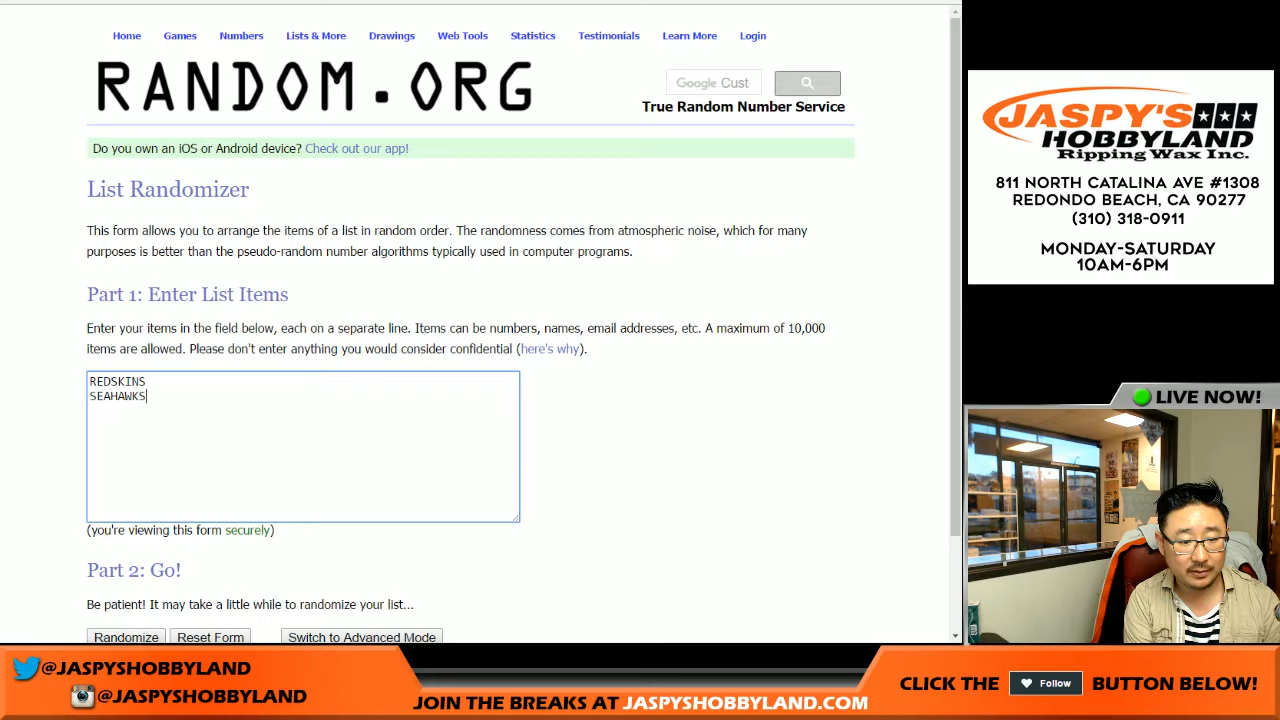 Home Games Numbers Lists & More Drawings Web Tools Statistics Testimonials Learn More Login
RANDOM.ORG
Google Cust
True Random Number Service
Do you own an iOS or Android device? Check out our app!
List Randomizer
This form allows you to arrange the items of a list in random order. The randomness comes from atmospheric noise, which for many
purposes is better than the pseudo-random number algorithms typically used in computer programs.
Part 1: Enter List Items
Enter your items in the field below, each on a separate line. Items can be numbers, names, email addresses, etc. A maximum of 10,000
items are allowed. Please don't enter anything you would consider confidential (here's why).
REDSKINS
SEAHAWKS
(you're viewing this form securely)
Part 2: Go!
Be patient! It may take a little while to randomize your list...
Randomize Reset Form Switch to Advanced Mode
JASPY'S
HOBBYLAND
Ripping Wax Inc.
811 NORTH CATALINA AVE #1308
REDONDO BEACH, CA 90277
(310) 318-0911
MONDAY-SATURDAY
10AM-6PM
LIVE NOW!
@JASPYSHOBBYLAND
@JASPYSHOBBYLAND
JOIN THE BREAKS AT JASPYSHOBBYLAND.COM
CLICK THE Follow BUTTON BELOW!